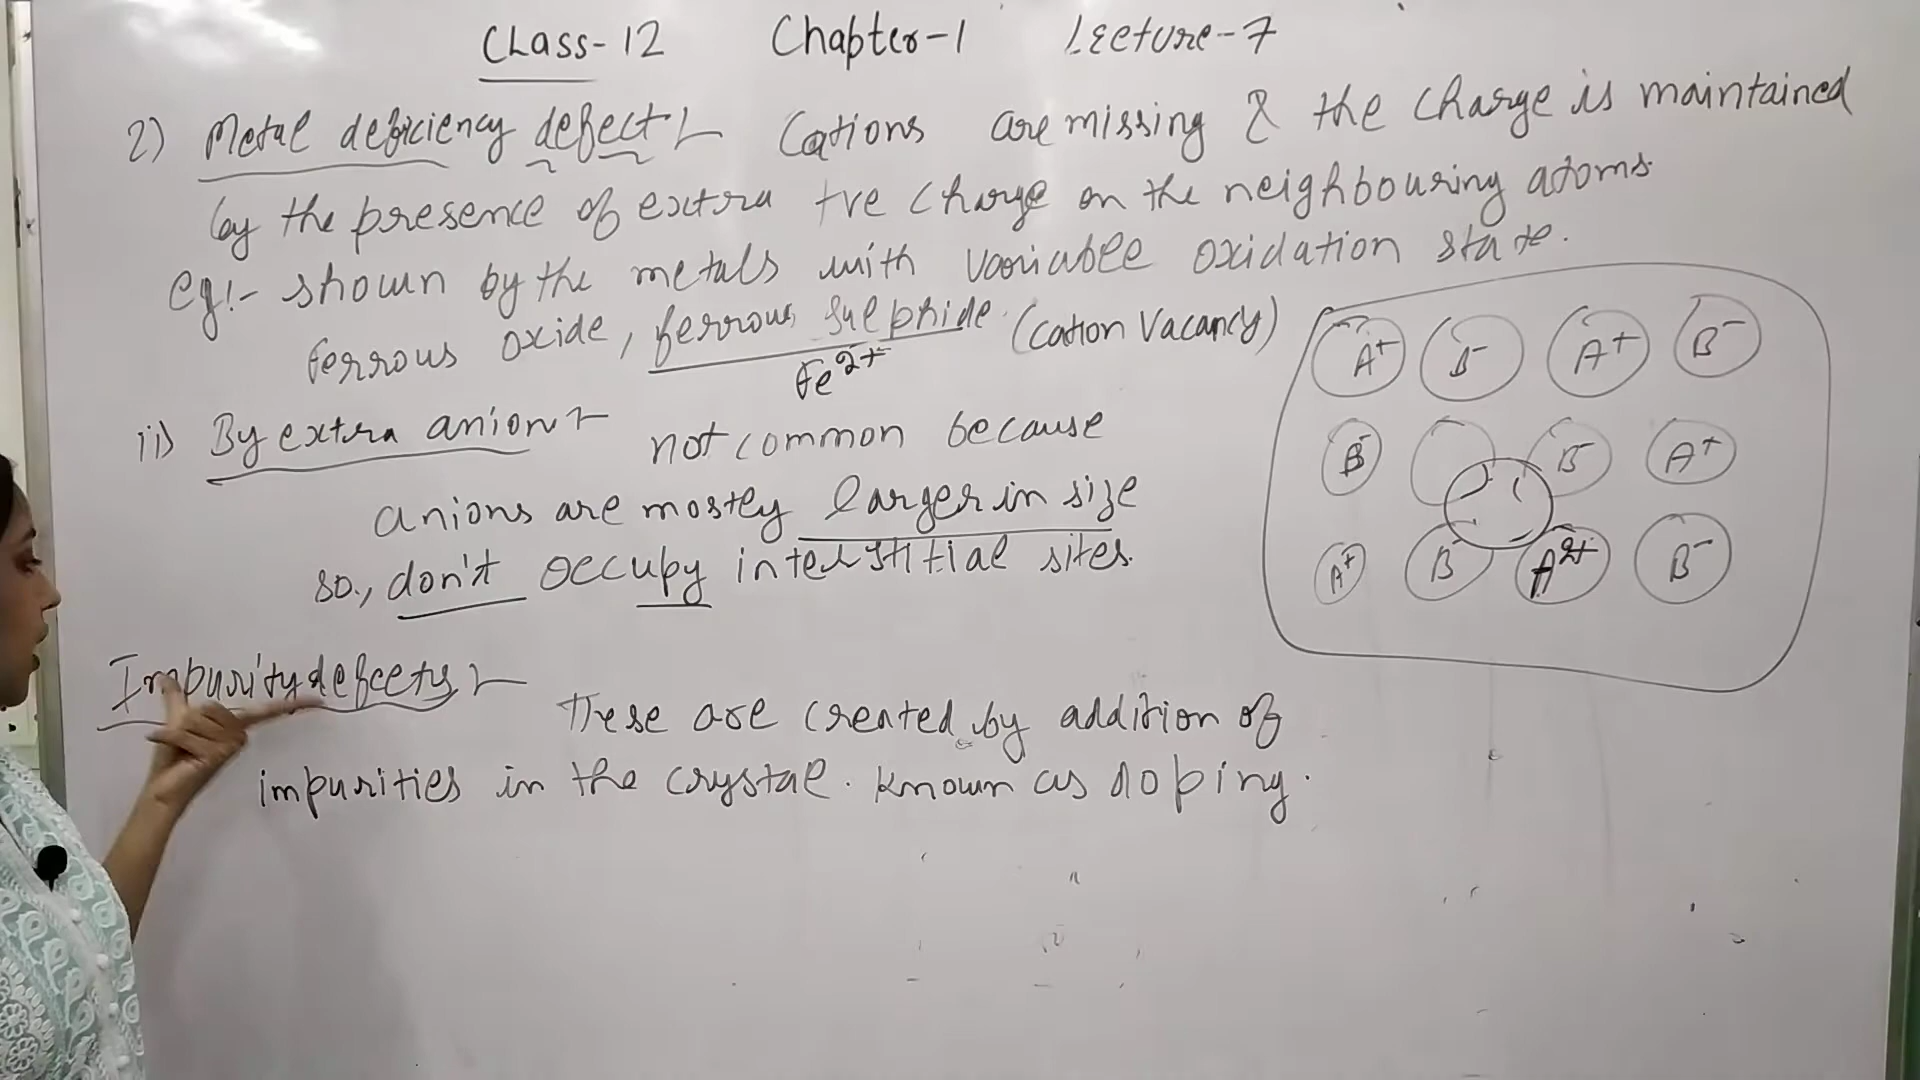 Class-12 Chapter-1 Lecture-7
2) Metal deficiency defect :- Cations are missing & the charge is maintained
by the presence of extra +ve charge on the neighbouring atoms.
eg:- shown by the metals with variable oxidation state.
ferrous oxide, ferrous sulphide (cation vacancy)
Fe2+
A+ B- A+ B-
B- B- A+
A+ B- A2+ B-
ii) By extra anion :- not common because
anions are mostly larger in size
so, don't occupy interstitial sites.
Impurity defects :-
These are created by addition of
impurities in the crystal. known as doping.